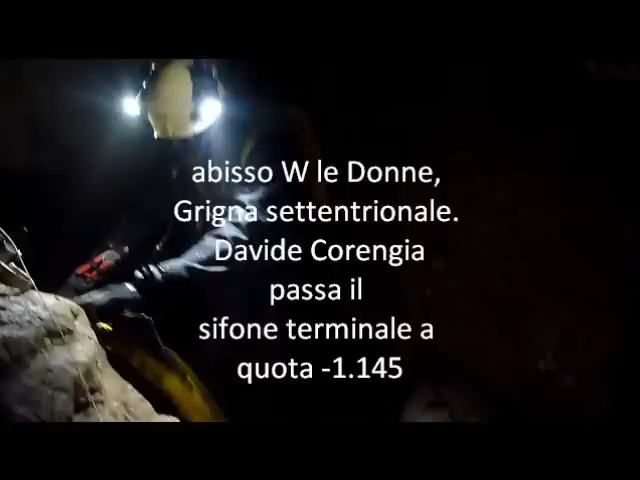 abisso W le Donne,
Grigna settentrionale.
Davide Corengia
passa il
sifone terminale a
quota -1.145